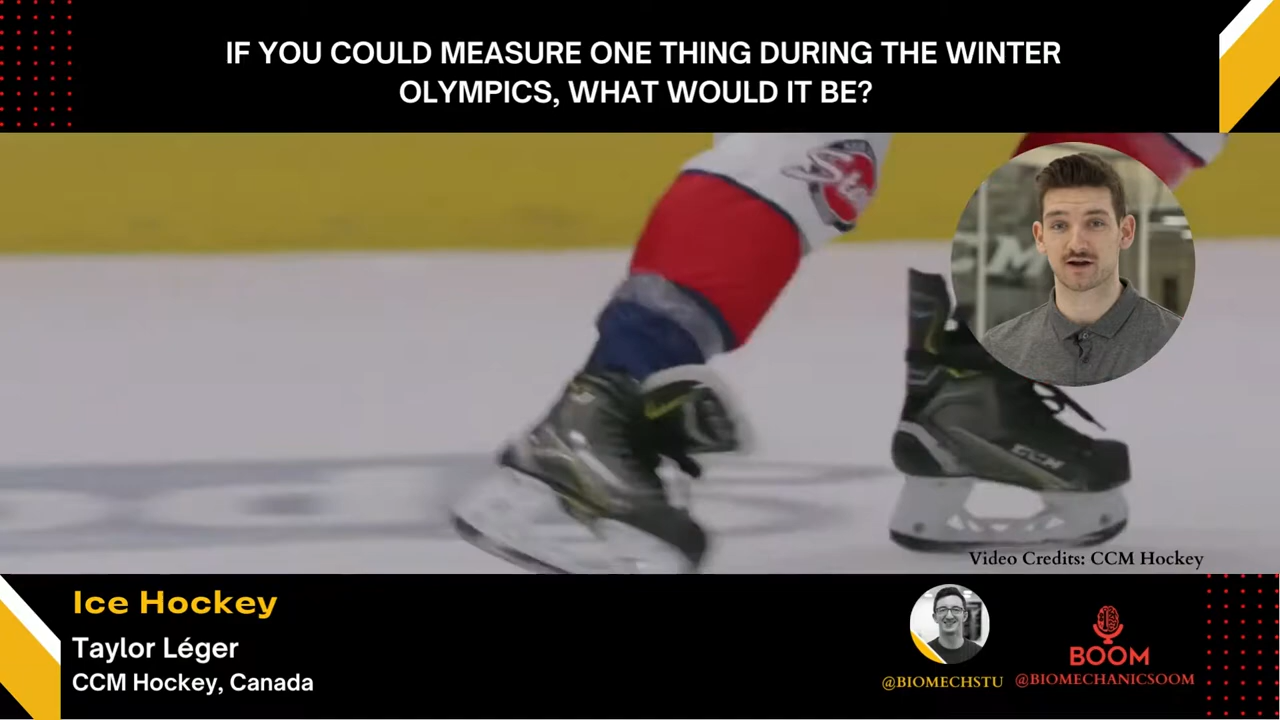 IF YOU COULD MEASURE ONE THING DURING THE WINTER
OLYMPICS, WHAT WOULD IT BE?
CCM
Video Credits: CCM Hockey
Ice Hockey
Taylor Léger
CCM Hockey, Canada
BOOM
@BIOMECHSTU
@BIOMECHANICSOOM